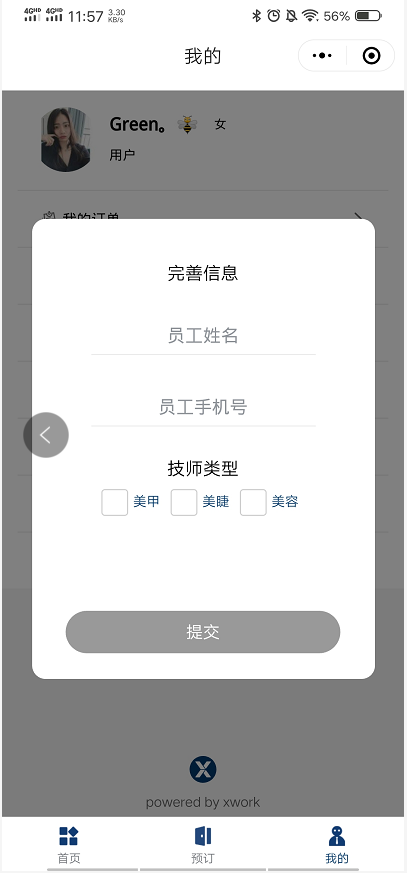 4GHD 4GHD 11:57 3.30 KB/s 56%
我的
Green。 女
用户
我的订单
完善信息
员工姓名
员工手机号
技师类型
美甲 美睫 美容
提交
powered by xwork
首页 预订 我的